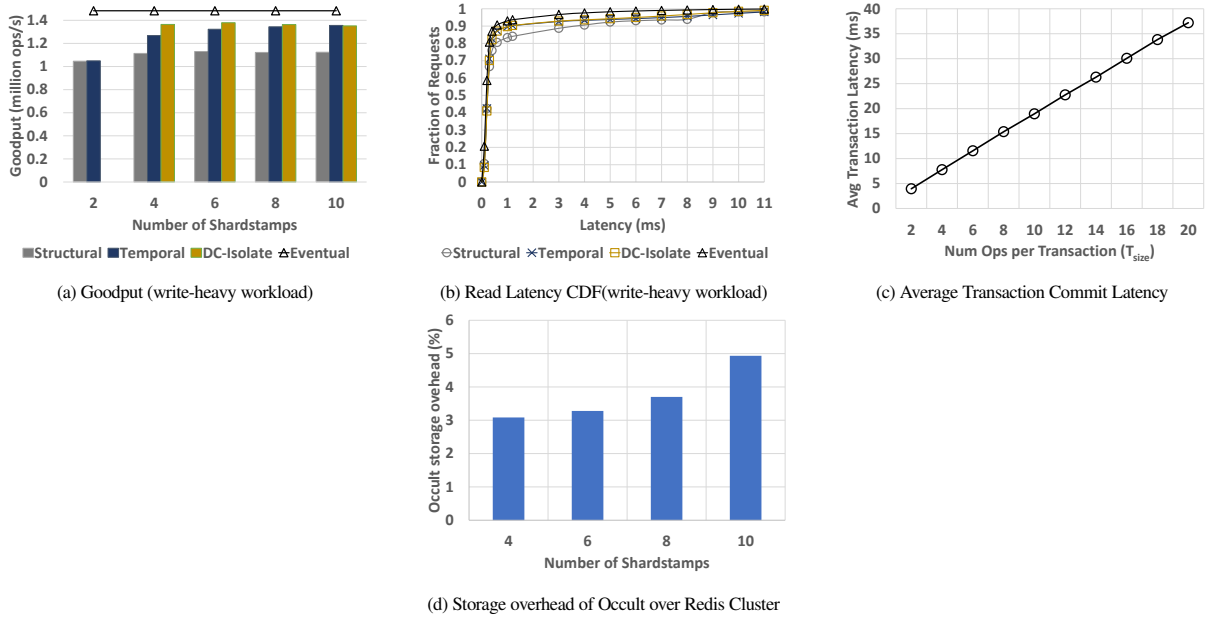 Goodput (million ops/s)
1.4
1.2
1
0.8
0.6
0.4
0.2
0
2 4 6 8 10
Number of Shardstamps
Structural Temporal DC-Isolate Eventual
(a) Goodput (write-heavy workload)
Fraction of Requests
1
0.9
0.8
0.7
0.6
0.5
0.4
0.3
0.2
0.1
0
0 1 2 3 4 5 6 7 8 9 10 11
Latency (ms)
Structural Temporal DC-Isolate Eventual
(b) Read Latency CDF(write-heavy workload)
Avg Transaction Latency (ms)
40
35
30
25
20
15
10
5
0
2 4 6 8 10 12 14 16 18 20
Num Ops per Transaction (Tsize)
(c) Average Transaction Commit Latency
Occult storage ovehead (%)
6
5
4
3
2
1
0
4 6 8 10
Number of Shardstamps
(d) Storage overhead of Occult over Redis Cluster